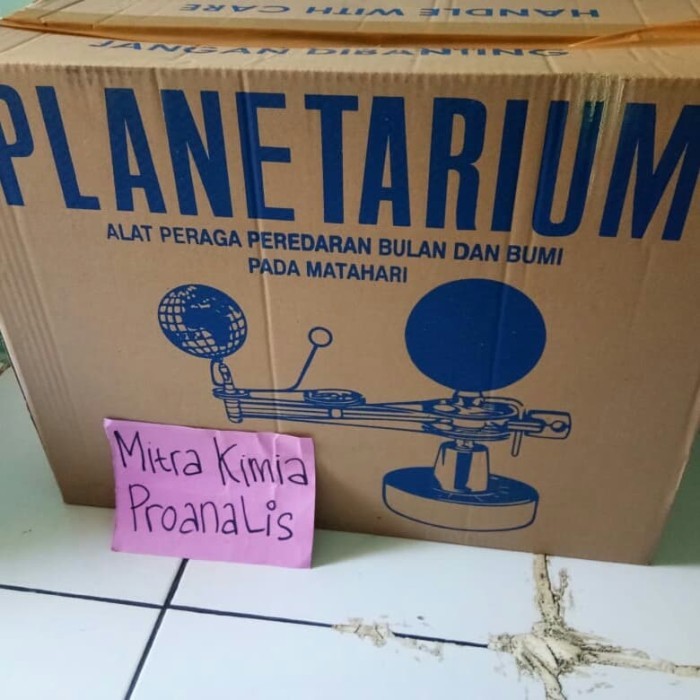 HANDLE WITH CARE
JANGAN DIBANTING
PLANETARIUM
ALAT PERAGA PEREDARAN BULAN DAN BUMI
PADA MATAHARI
Mitra Kimia
Proanalis